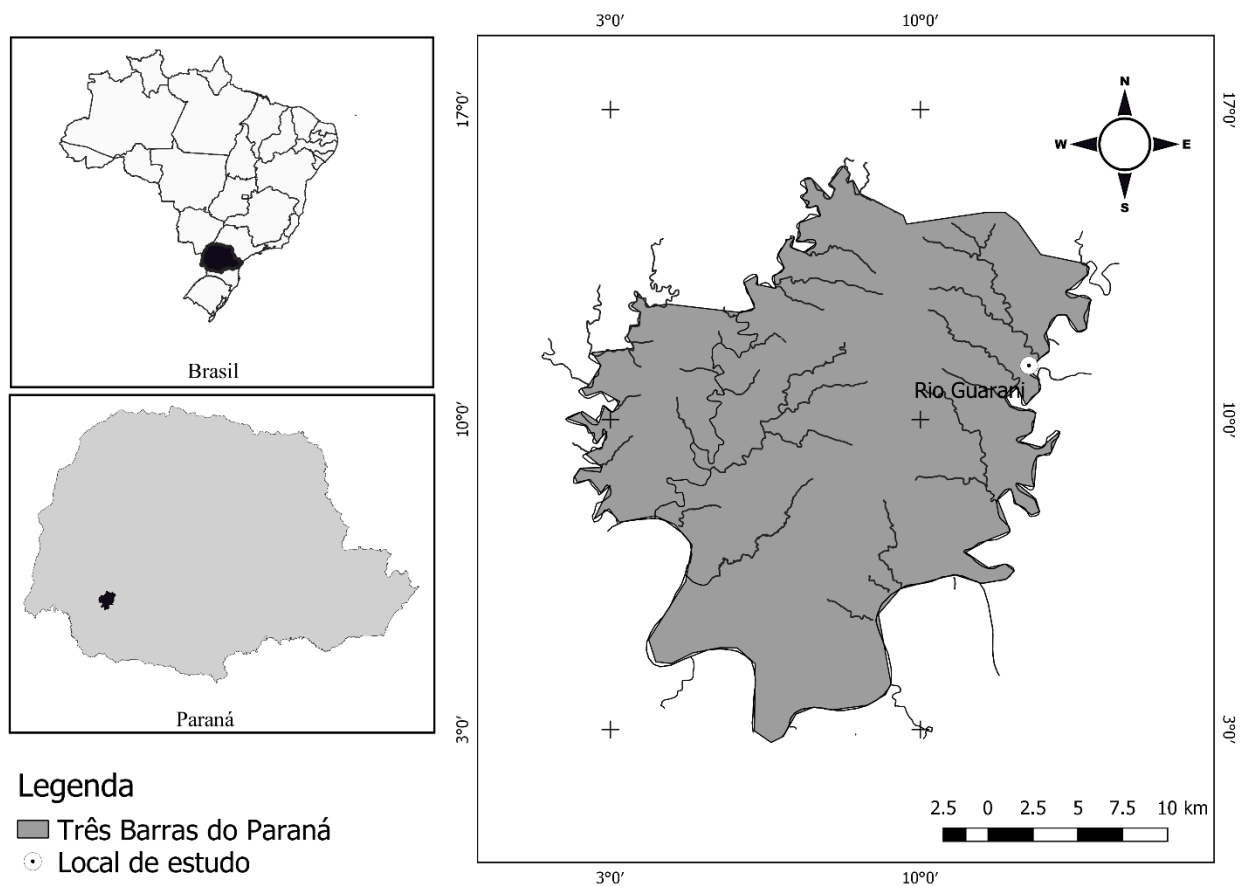 Brasil
Paraná
Legenda
Três Barras do Paraná
Local de estudo
3°0′ 10°0′
17°0′ 17°0′
N
W E
S
Rio Guarani
10°0′ 10°0′
3°0′ 3°0′
2.5 0 2.5 5 7.5 10 km
3°0′ 10°0′